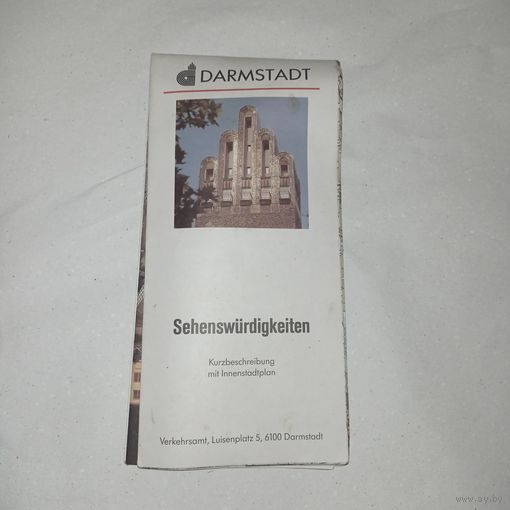 DARMSTADT
Sehenswürdigkeiten
Kurzbeschreibung
mit Innenstadtplan
Verkehrsamt, Luisenplatz 5, 6100 Darmstadt
www.ay.by